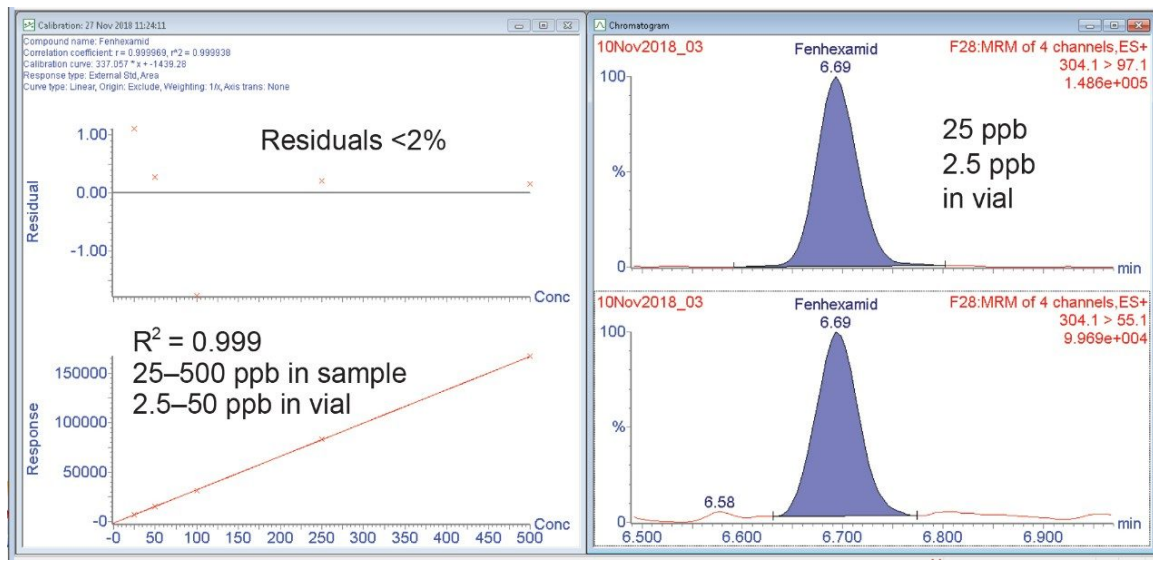 Calibration: 27 Nov 2018 11:24:11
Compound name: Fenhexamid
Correlation coefficient: r = 0.999969, r^2 = 0.999938
Calibration curve: 337.057 * x + -1439.28
Response type: External Std, Area
Curve type: Linear, Origin: Exclude, Weighting: 1/x, Axis trans: None
Residuals <2%
1.00
0.00
-1.00
Residual
Conc
R² = 0.999
25–500 ppb in sample
2.5–50 ppb in vial
150000
100000
50000
-0
Response
Conc
-0 50 100 150 200 250 300 350 400 450 500
Chromatogram
10Nov2018_03
Fenhexamid
6.69
F28:MRM of 4 channels,ES+
304.1 > 97.1
1.486e+005
100
%
0
25 ppb
2.5 ppb
in vial
min
10Nov2018_03
Fenhexamid
6.69
F28:MRM of 4 channels,ES+
304.1 > 55.1
9.969e+004
100
%
0
6.58
min
6.500 6.600 6.700 6.800 6.900